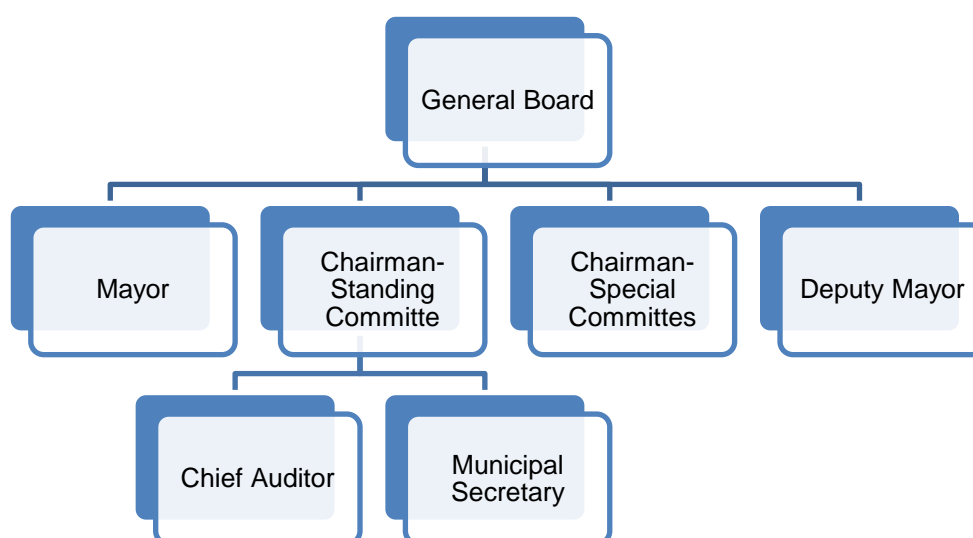 General Board
Mayor
Chairman-
Standing
Committe
Chairman-
Special
Committes
Deputy Mayor
Chief Auditor
Municipal
Secretary